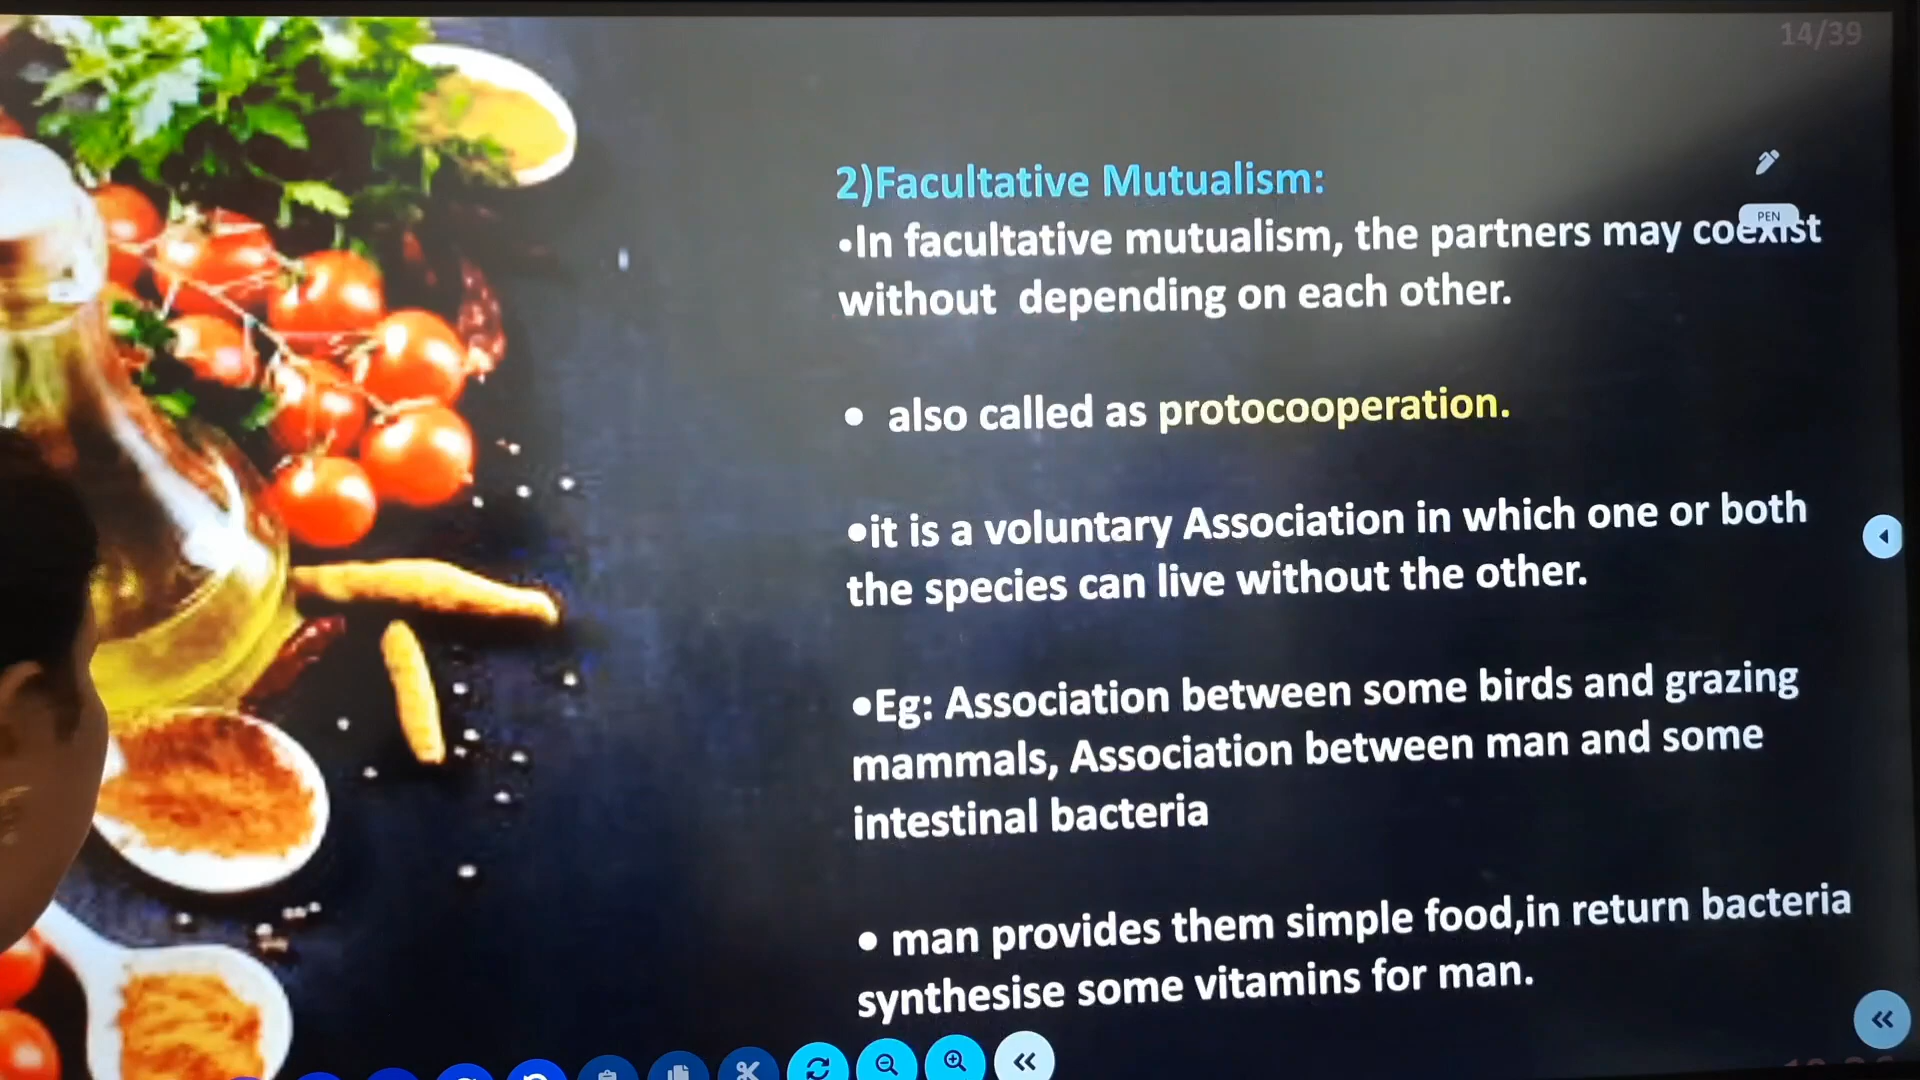 14/39
2)Facultative Mutualism:
PEN
•In facultative mutualism, the partners may coexist
without depending on each other.
• also called as protocooperation.
•it is a voluntary Association in which one or both
the species can live without the other.
•Eg: Association between some birds and grazing
mammals, Association between man and some
intestinal bacteria
• man provides them simple food,in return bacteria
synthesise some vitamins for man.